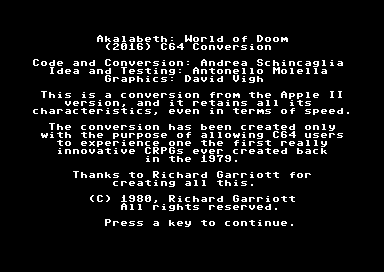 Akalabeth: World of Doom
(2016) C64 Conversion
Code and Conversion: Andrea Schincaglia
Idea and Testing: Antonello Molella
Graphics: David Vigh
This is a conversion from the Apple II
version, and it retains all its
characteristics, even in terms of speed.
The conversion has been created only
with the purpose of allowing C64 users
to experience one the first really
innovative CRPGs ever created back
in the 1979.
Thanks to Richard Garriott for
creating all this.
(C) 1980, Richard Garriott
All rights reserved.
Press a key to continue.